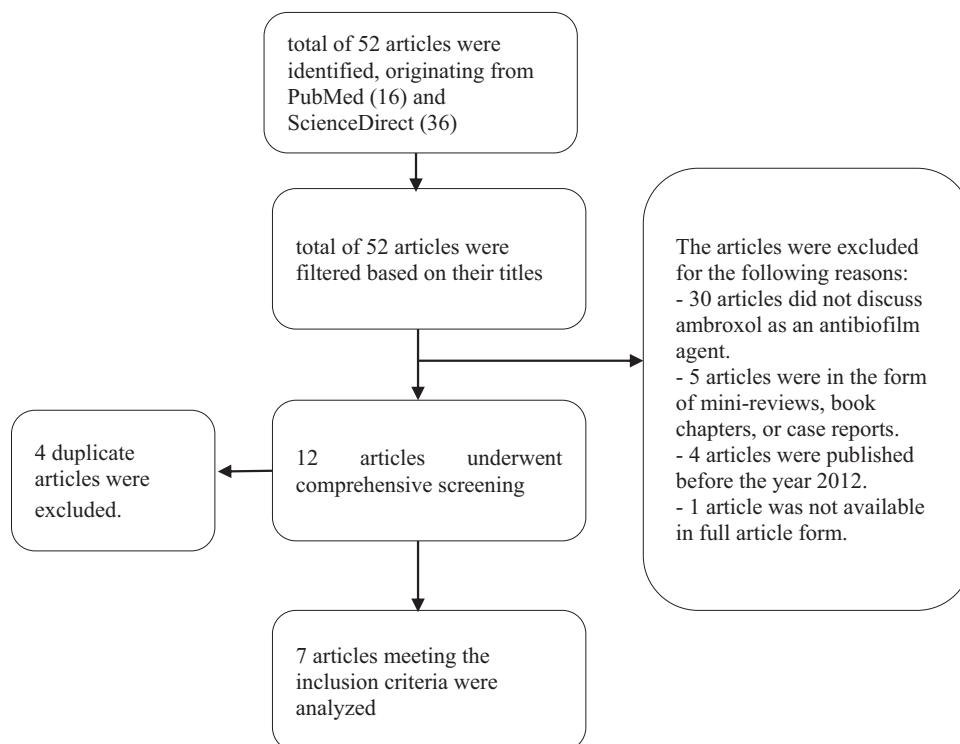 total of 52 articles were
identified, originating from
PubMed (16) and
ScienceDirect (36)
total of 52 articles were
filtered based on their titles
The articles were excluded
for the following reasons:
- 30 articles did not discuss
ambroxol as an antibiofilm
agent.
- 5 articles were in the form
of mini-reviews, book
chapters, or case reports.
- 4 articles were published
before the year 2012.
- 1 article was not available
in full article form.
4 duplicate
articles were
excluded.
12 articles underwent
comprehensive screening
7 articles meeting the
inclusion criteria were
analyzed